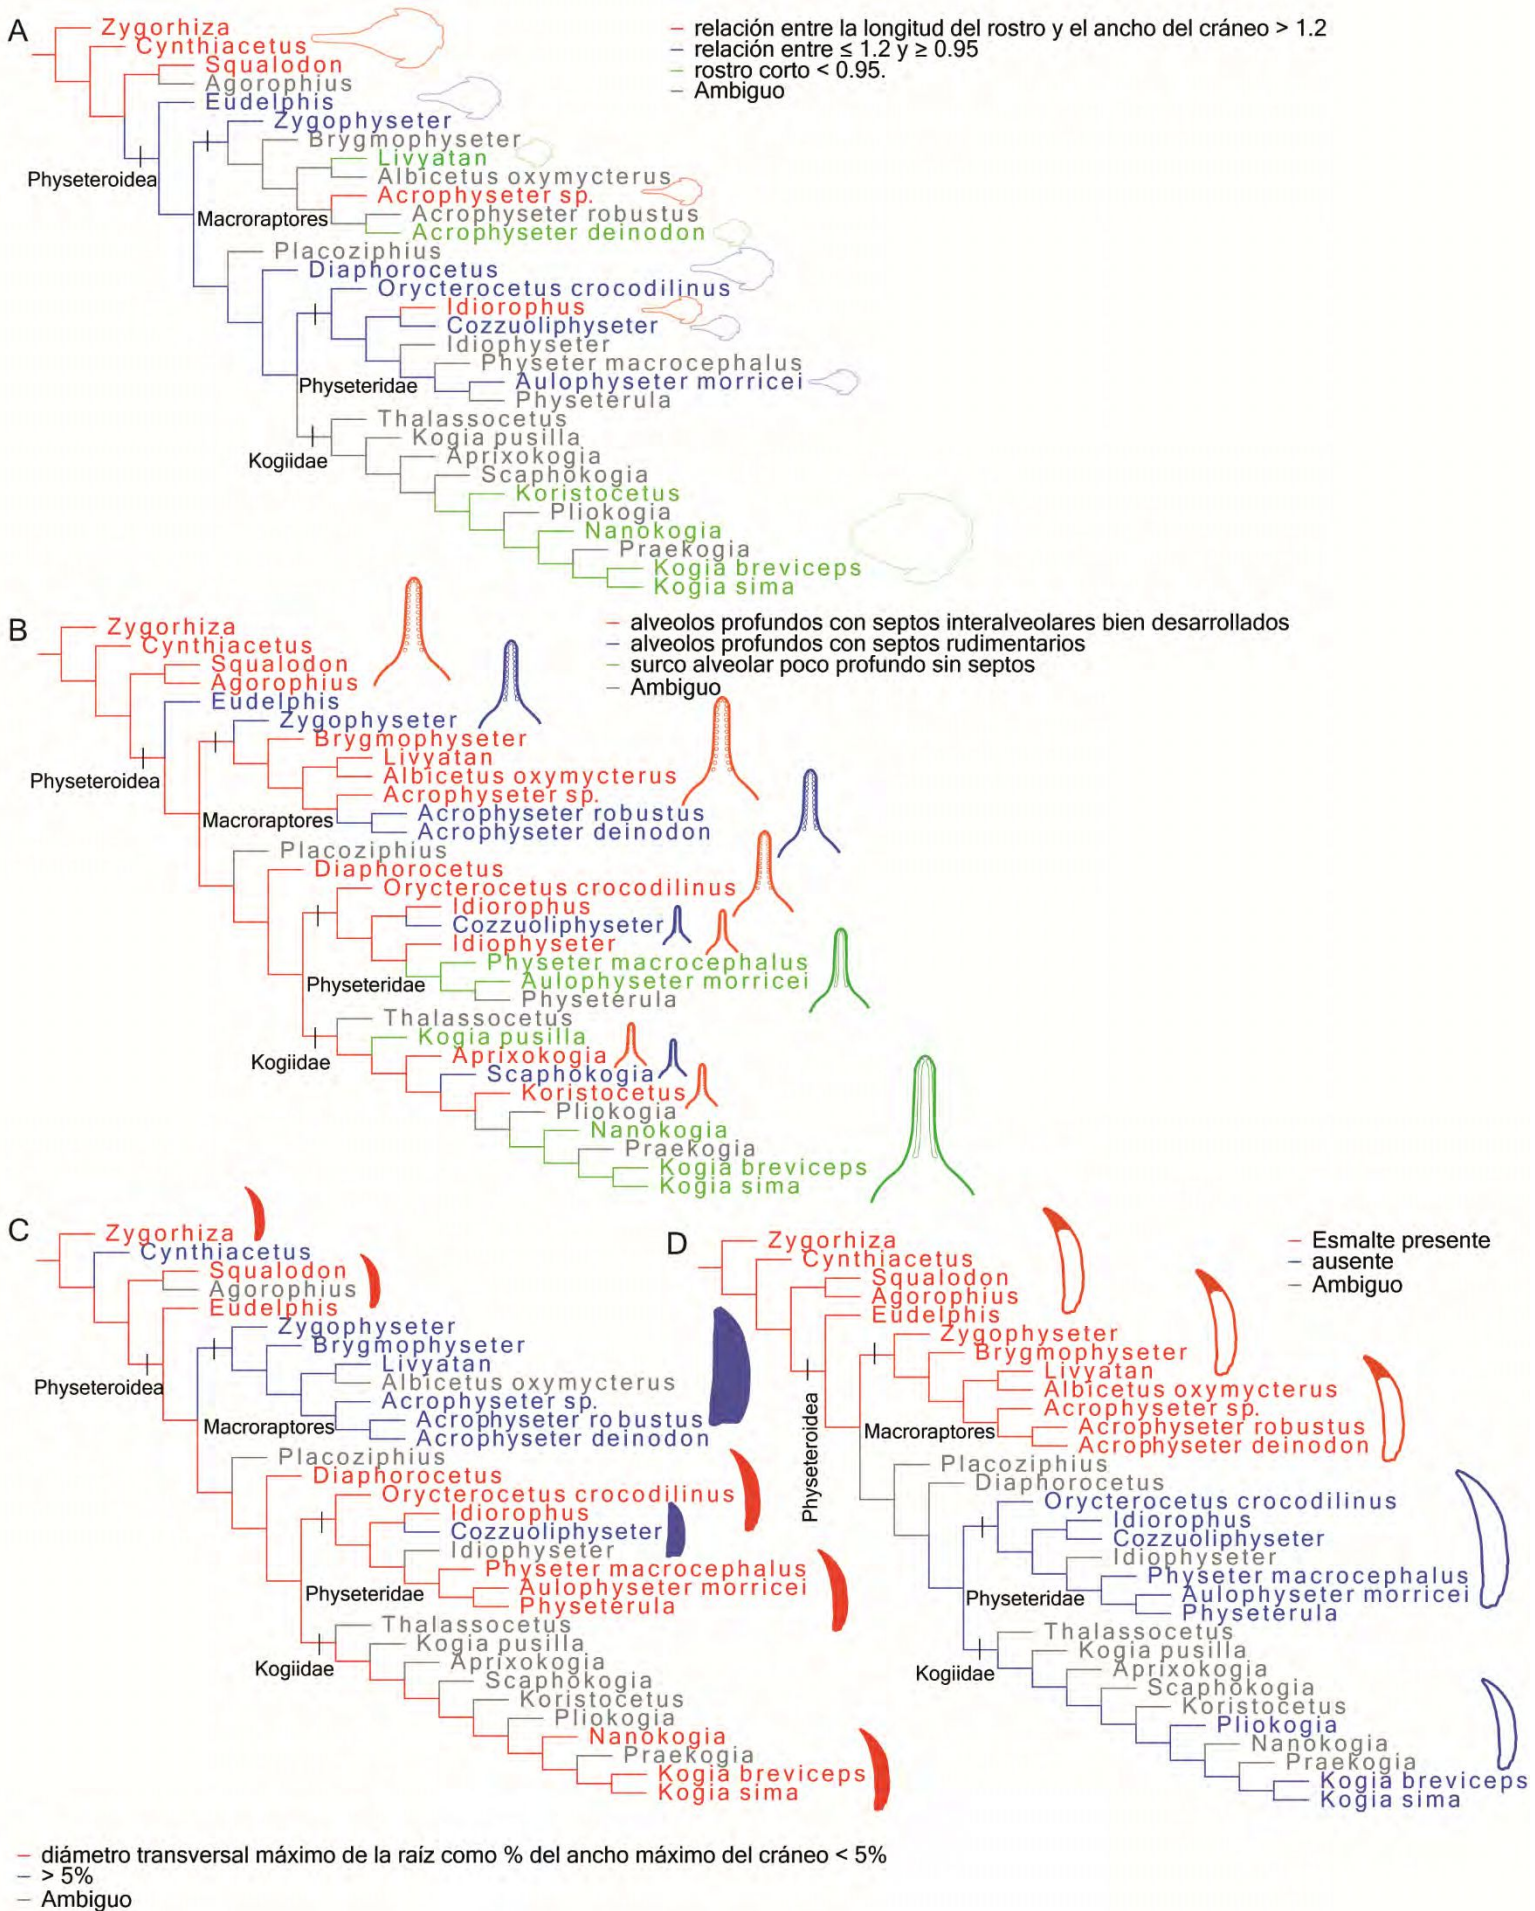 A
Zygorhiza
Cynthiacetus
Squalodon
Agorophius
Eudelphis
Zygophyseter
Brygmophyseter
Livyatan
Albicetus oxymycterus
Acrophyseter sp.
Acrophyseter robustus
Acrophyseter deinodon
Placoziphius
Diaphorocetus
Orycterocetus crocodilinus
Idiorophus
Cozzuoliphyseter
Idiophyseter
Physeter macrocephalus
Aulophyseter morricei
Physeterula
Thalassocetus
Kogia pusilla
Aprixokogia
Scaphokogia
Koristocetus
Pliokogia
Nanokogia
Praekogia
Kogia breviceps
Kogia sima
Physeteroidea
Macroraptores
Physeteridae
Kogiidae
relación entre la longitud del rostro y el ancho del cráneo > 1.2
relación entre ≤ 1.2 y ≥ 0.95
rostro corto < 0.95.
Ambiguo
B
Zygorhiza
Cynthiacetus
Squalodon
Agorophius
Eudelphis
Zygophyseter
Brygmophyseter
Livyatan
Albicetus oxymycterus
Acrophyseter sp.
Acrophyseter robustus
Acrophyseter deinodon
Placoziphius
Diaphorocetus
Orycterocetus crocodilinus
Idiorophus
Cozzuoliphyseter
Idiophyseter
Physeter macrocephalus
Aulophyseter morricei
Physeterula
Thalassocetus
Kogia pusilla
Aprixokogia
Scaphokogia
Koristocetus
Pliokogia
Nanokogia
Praekogia
Kogia breviceps
Kogia sima
Physeteroidea
Macroraptores
Physeteridae
Kogiidae
alveolos profundos con septos interalveolares bien desarrollados
alveolos profundos con septos rudimentarios
surco alveolar poco profundo sin septos
Ambiguo
C
Zygorhiza
Cynthiacetus
Squalodon
Agorophius
Eudelphis
Zygophyseter
Brygmophyseter
Livyatan
Albicetus oxymycterus
Acrophyseter sp.
Acrophyseter robustus
Acrophyseter deinodon
Placoziphius
Diaphorocetus
Orycterocetus crocodilinus
Idiorophus
Cozzuoliphyseter
Idiophyseter
Physeter macrocephalus
Aulophyseter morricei
Physeterula
Thalassocetus
Kogia pusilla
Aprixokogia
Scaphokogia
Koristocetus
Pliokogia
Nanokogia
Praekogia
Kogia breviceps
Kogia sima
Physeteroidea
Macroraptores
Physeteridae
Kogiidae
diámetro transversal máximo de la raíz como % del ancho máximo del cráneo < 5%
> 5%
Ambiguo
D
Zygorhiza
Cynthiacetus
Squalodon
Agorophius
Eudelphis
Zygophyseter
Brygmophyseter
Livyatan
Albicetus oxymycterus
Acrophyseter sp.
Acrophyseter robustus
Acrophyseter deinodon
Placoziphius
Diaphorocetus
Orycterocetus crocodilinus
Idiorophus
Cozzuoliphyseter
Idiophyseter
Physeter macrocephalus
Aulophyseter morricei
Physeterula
Thalassocetus
Kogia pusilla
Aprixokogia
Scaphokogia
Koristocetus
Pliokogia
Nanokogia
Praekogia
Kogia breviceps
Kogia sima
Physeteroidea
Macroraptores
Physeteridae
Kogiidae
Esmalte presente
ausente
Ambiguo